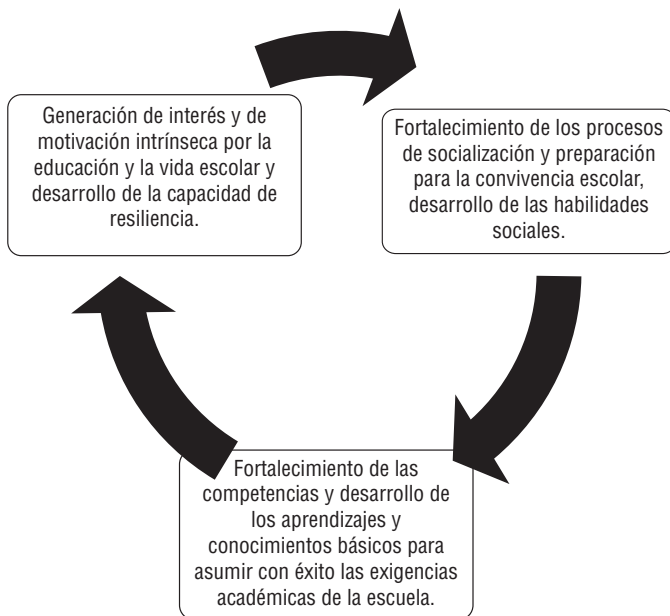 Generación de interés y de
motivación intrínseca por la
educación y la vida escolar y
desarrollo de la capacidad de
resiliencia.
Fortalecimiento de los procesos
de socialización y preparación
para la convivencia escolar,
desarrollo de las habilidades
sociales.
Fortalecimiento de las
competencias y desarrollo de
los aprendizajes y
conocimientos básicos para
asumir con éxito las exigencias
académicas de la escuela.